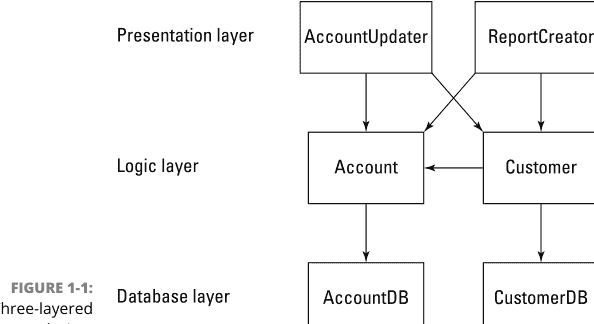 Presentation layer
AccountUpdater
ReportCreator
Logic layer
Account
Customer
FIGURE 1-1:
hree-layered
Database layer
AccountDB
CustomerDB